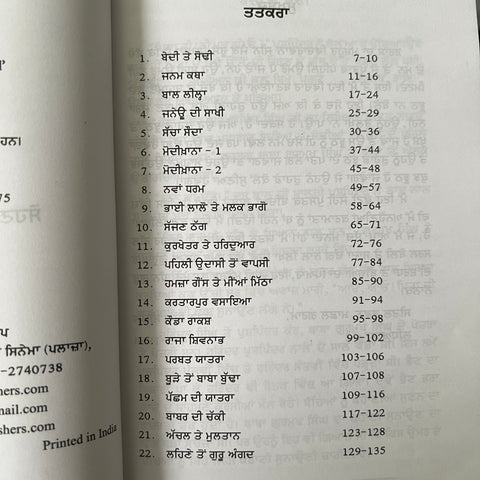 ਹਨ।
75
ਪ
ਸਿਨੇਮਾ (ਪਲਾਜ਼ਾ),
-2740738
shers.com
mail.com
shers.com
Printed in India
ਤਤਕਰਾ
1. ਬੇਦੀ ਤੇ ਸੋਢੀ 7-10
2. ਜਨਮ ਕਥਾ 11-16
3. ਬਾਲ ਲੀਲ੍ਹਾ 17-24
4. ਜਨੇਊ ਦੀ ਸਾਖੀ 25-29
5. ਸੱਚਾ ਸੌਦਾ 30-36
6. ਮੋਦੀਖ਼ਾਨਾ - 1 37-44
7. ਮੋਦੀਖ਼ਾਨਾ - 2 45-48
8. ਨਵਾਂ ਧਰਮ 49-57
9. ਭਾਈ ਲਾਲੋ ਤੇ ਮਲਕ ਭਾਗੋ 58-64
10. ਸੱਜਣ ਠੱਗ 65-71
11. ਕੁਰਖੇਤਰ ਤੇ ਹਰਿਦੁਆਰ 72-76
12. ਪਹਿਲੀ ਉਦਾਸੀ ਤੋਂ ਵਾਪਸੀ 77-84
13. ਹਮਜ਼ਾ ਗੌਂਸ ਤੇ ਮੀਆਂ ਮਿੱਠਾ 85-90
14. ਕਰਤਾਰਪੁਰ ਵਸਾਇਆ 91-94
15. ਕੌਡਾ ਰਾਕਸ਼ 95-98
16. ਰਾਜਾ ਸ਼ਿਵਨਾਭ 99-102
17. ਪਰਬਤ ਯਾਤਰਾ 103-106
18. ਬੂੜੇ ਤੋਂ ਬਾਬਾ ਬੁੱਢਾ 107-108
19. ਪੱਛਮ ਦੀ ਯਾਤਰਾ 109-116
20. ਬਾਬਰ ਦੀ ਚੱਕੀ 117-122
21. ਅੱਚਲ ਤੇ ਮੁਲਤਾਨ 123-128
22. ਲਹਿਣੇ ਤੋਂ ਗੁਰੂ ਅੰਗਦ 129-135